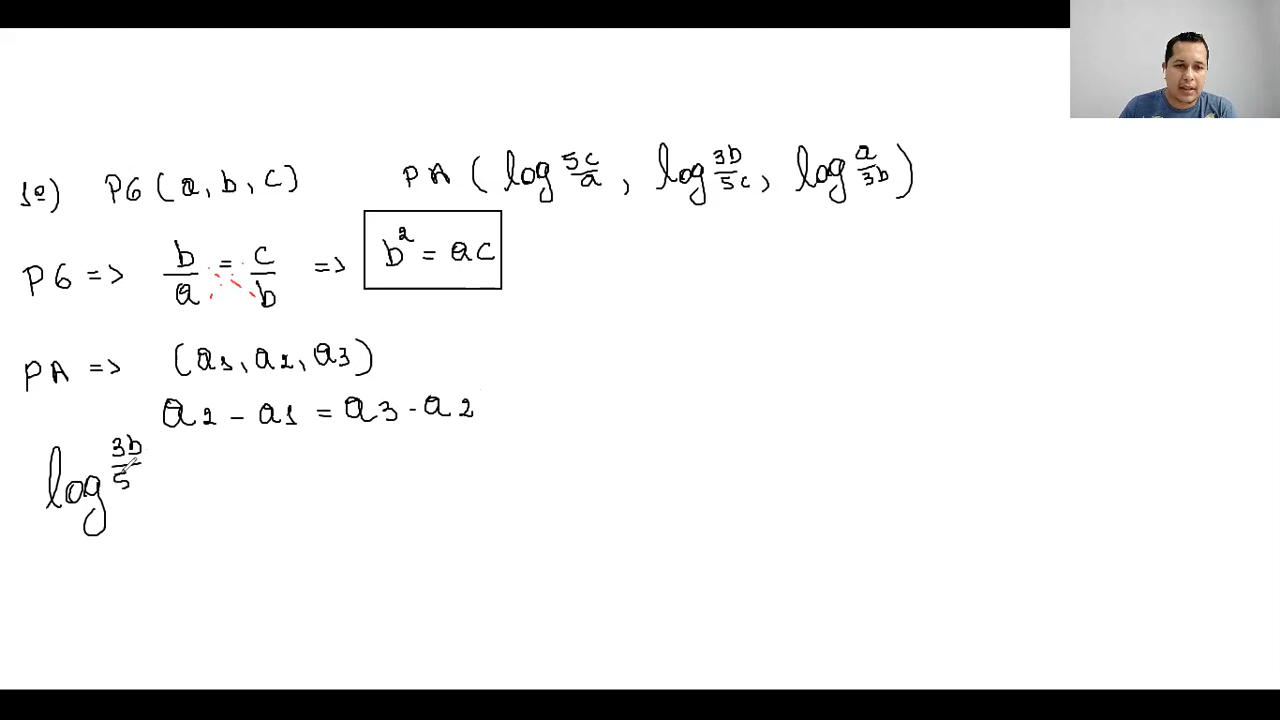 1º) PG (a, b, c) PA ( log 5c/a , log 3b/5c, log a/3b )
PG => b/a = c/b => b² = ac
PA => (a1, a2, a3)
a2 - a1 = a3 - a2
log 3b/5